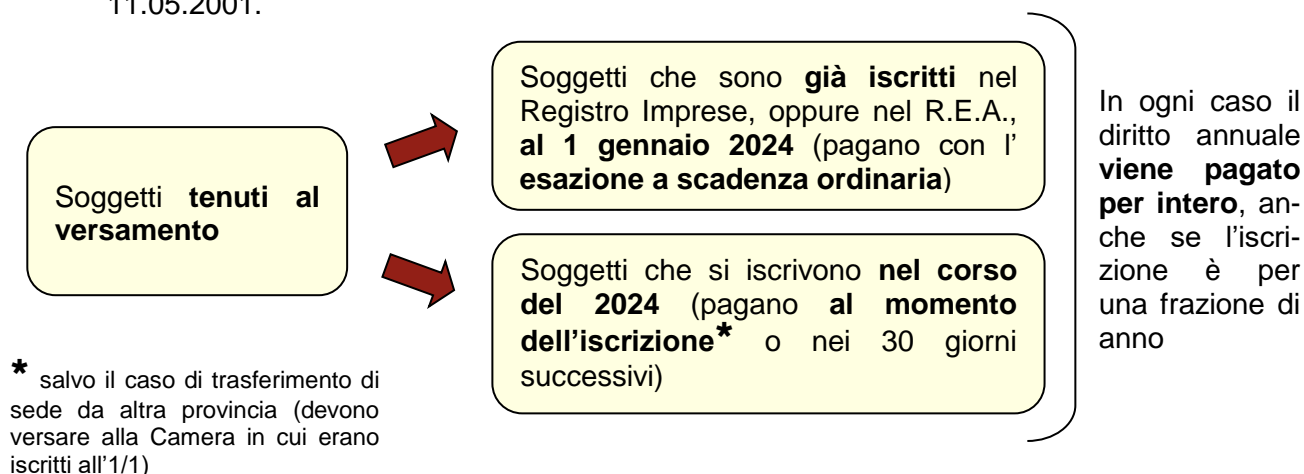 11.05.2001.
Soggetti tenuti al
versamento
Soggetti che sono già iscritti nel
Registro Imprese, oppure nel R.E.A.,
al 1 gennaio 2024 (pagano con l’
esazione a scadenza ordinaria)
Soggetti che si iscrivono nel corso
del 2024 (pagano al momento
dell’iscrizione* o nei 30 giorni
successivi)
In ogni caso il
diritto annuale
viene pagato
per intero, an-
che se l’iscri-
zione è per
una frazione di
anno
* salvo il caso di trasferimento di
sede da altra provincia (devono
versare alla Camera in cui erano
iscritti all’1/1)